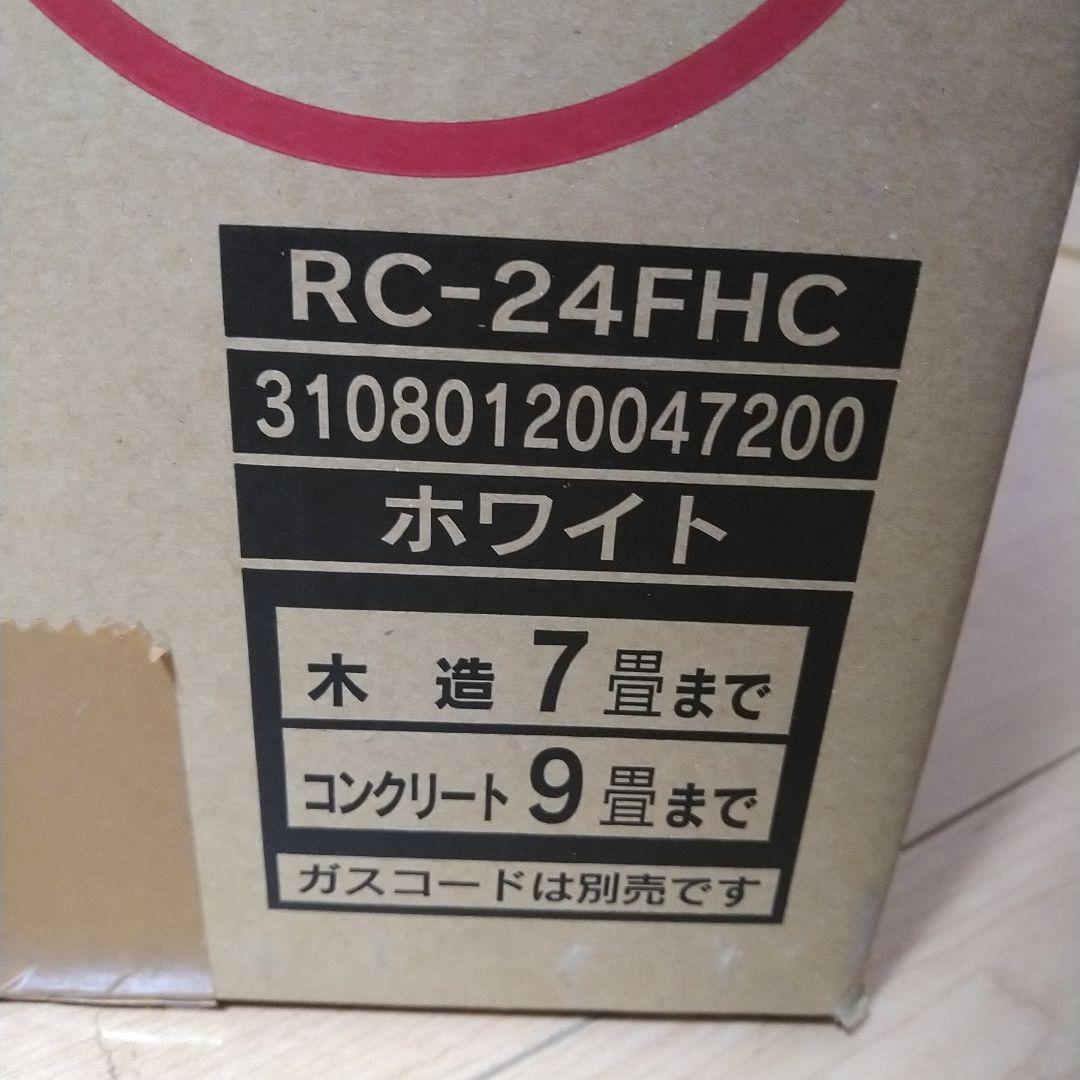 RC-24FHC
31080120047200
ホワイト
木造 7畳まで
コンクリート 9畳まで
ガスコードは別売です